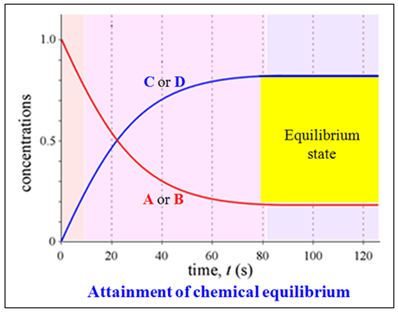 1.0
concentrations
0.5
0
C or D
A or B
Equilibrium
state
0 20 40 60 80 100 120
time, t (s)
Attainment of chemical equilibrium